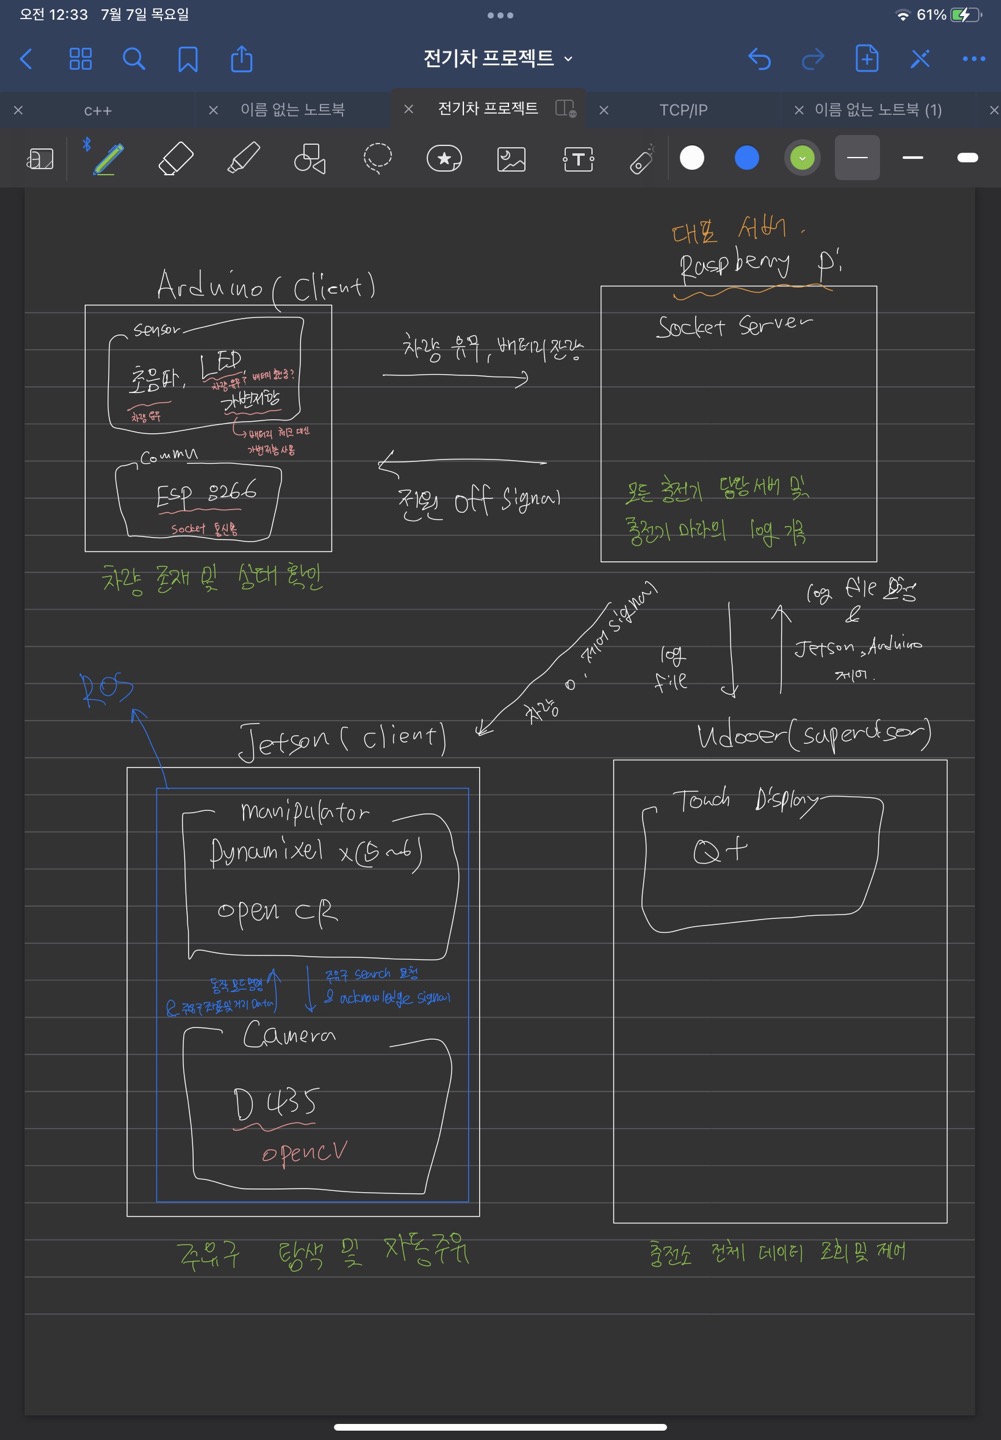 오전 12:33 7월 7일 목요일
61%
전기차 프로젝트
c++
이름 없는 노트북
전기차 프로젝트
TCP/IP
이름 없는 노트북 (1)
대표 서버.
Raspberry Pi
Arduino (Client)
Socket Server
Sensor
초음파, LED,
차량 유무?
가변저항
차량 유무
배터리 체크 대신
가변저항 사용
차량 유무, 배터리 잔량
Commu
ESP 8266
Socket 통신용
전원 off Signal
모든 충전기 담당 서버 및
충전기 마다의 log 기록
차량 존재 및 상태 확인
차량 0. 제어 signal
log
file
log file 요청
&
Jetson, Arduino
제어.
ROS
Jetson (client)
Udooer (supervisor)
manipulator
Dynamixel x(5~6)
open CR
Touch Display
Qt
동작 모드 명령
& 주유구 좌표 및 거리 Data
주유구 search 요청
& acknowledge signal
Camera
D 435
openCV
주유구 탐색 및 자동주유
충전소 전체 데이터 조회 및 제어